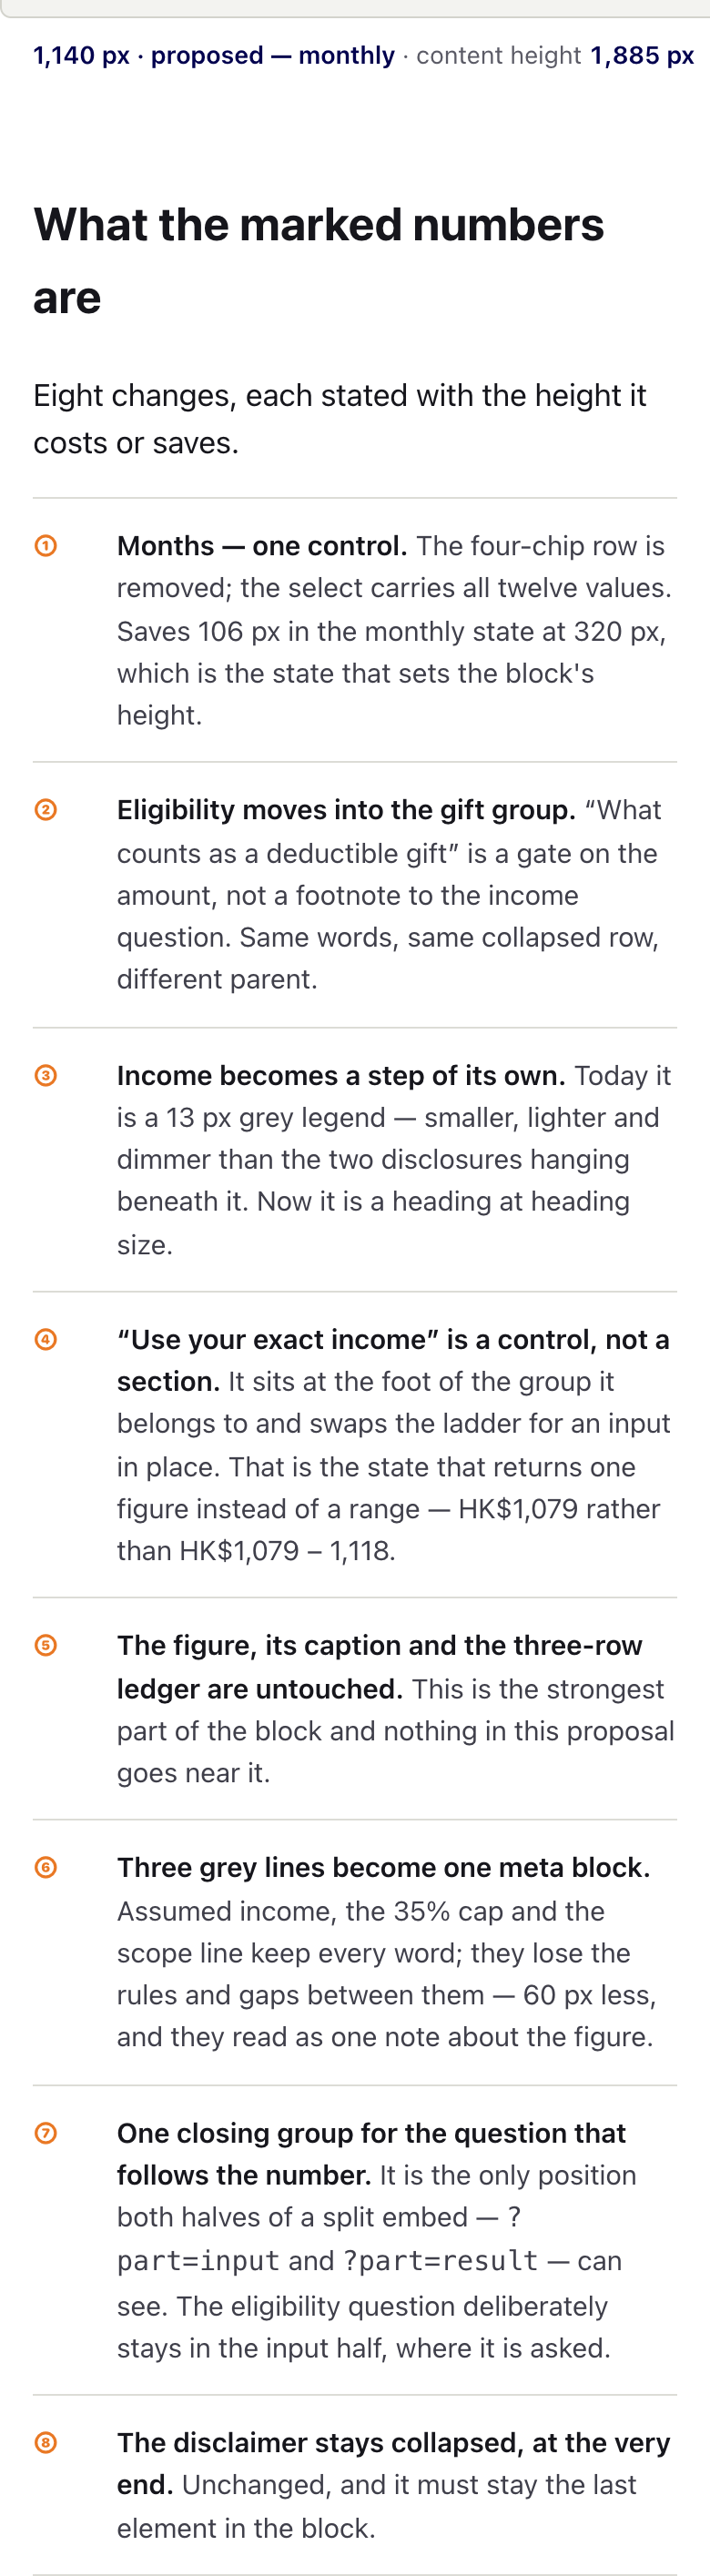 1,140 px · proposed — monthly · content height 1,885 px
What the marked numbers
are
Eight changes, each stated with the height it
costs or saves.
① Months — one control. The four-chip row is
removed; the select carries all twelve values.
Saves 106 px in the monthly state at 320 px,
which is the state that sets the block's
height.
② Eligibility moves into the gift group. “What
counts as a deductible gift” is a gate on the
amount, not a footnote to the income
question. Same words, same collapsed row,
different parent.
③ Income becomes a step of its own. Today it
is a 13 px grey legend — smaller, lighter and
dimmer than the two disclosures hanging
beneath it. Now it is a heading at heading
size.
④ “Use your exact income” is a control, not a
section. It sits at the foot of the group it
belongs to and swaps the ladder for an input
in place. That is the state that returns one
figure instead of a range — HK$1,079 rather
than HK$1,079 – 1,118.
⑤ The figure, its caption and the three-row
ledger are untouched. This is the strongest
part of the block and nothing in this proposal
goes near it.
⑥ Three grey lines become one meta block.
Assumed income, the 35% cap and the
scope line keep every word; they lose the
rules and gaps between them — 60 px less,
and they read as one note about the figure.
⑦ One closing group for the question that
follows the number. It is the only position
both halves of a split embed — ?
part=input and ?part=result — can
see. The eligibility question deliberately
stays in the input half, where it is asked.
⑧ The disclaimer stays collapsed, at the very
end. Unchanged, and it must stay the last
element in the block.